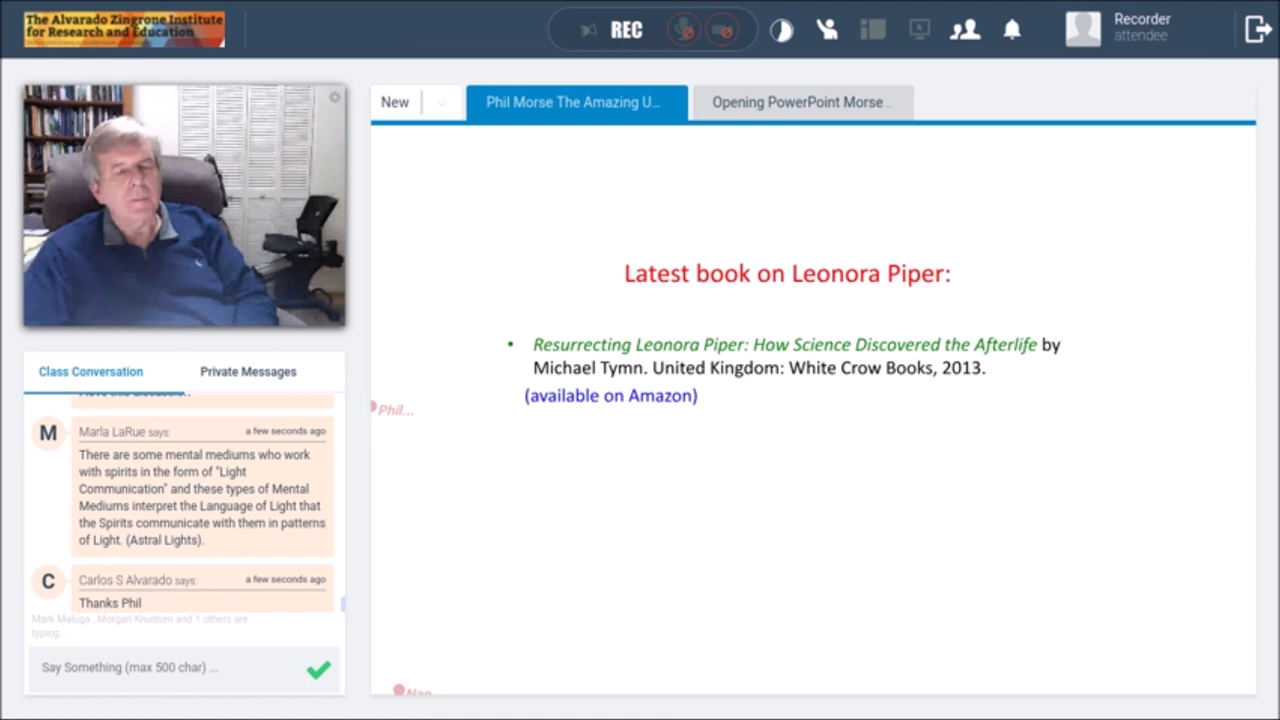 The Alvarado Zingrone Institute
for Research and Education
REC
Recorder
attendee
New
Phil Morse The Amazing U...
Opening PowerPoint Morse...
Latest book on Leonora Piper:
• Resurrecting Leonora Piper: How Science Discovered the Afterlife by
Michael Tymn. United Kingdom: White Crow Books, 2013.
(available on Amazon)
Phil...
Nan
Class Conversation
Private Messages
M
Marla LaRue says:
a few seconds ago
There are some mental mediums who work
with spirits in the form of "Light
Communication" and these types of Mental
Mediums interpret the Language of Light that
the Spirits communicate with them in patterns
of Light. (Astral Lights).
C
Carlos S Alvarado says:
a few seconds ago
Thanks Phil
Mark Maluga , Morgan Knudsen and 1 others are
typing...
Say Something (max 500 char) ...